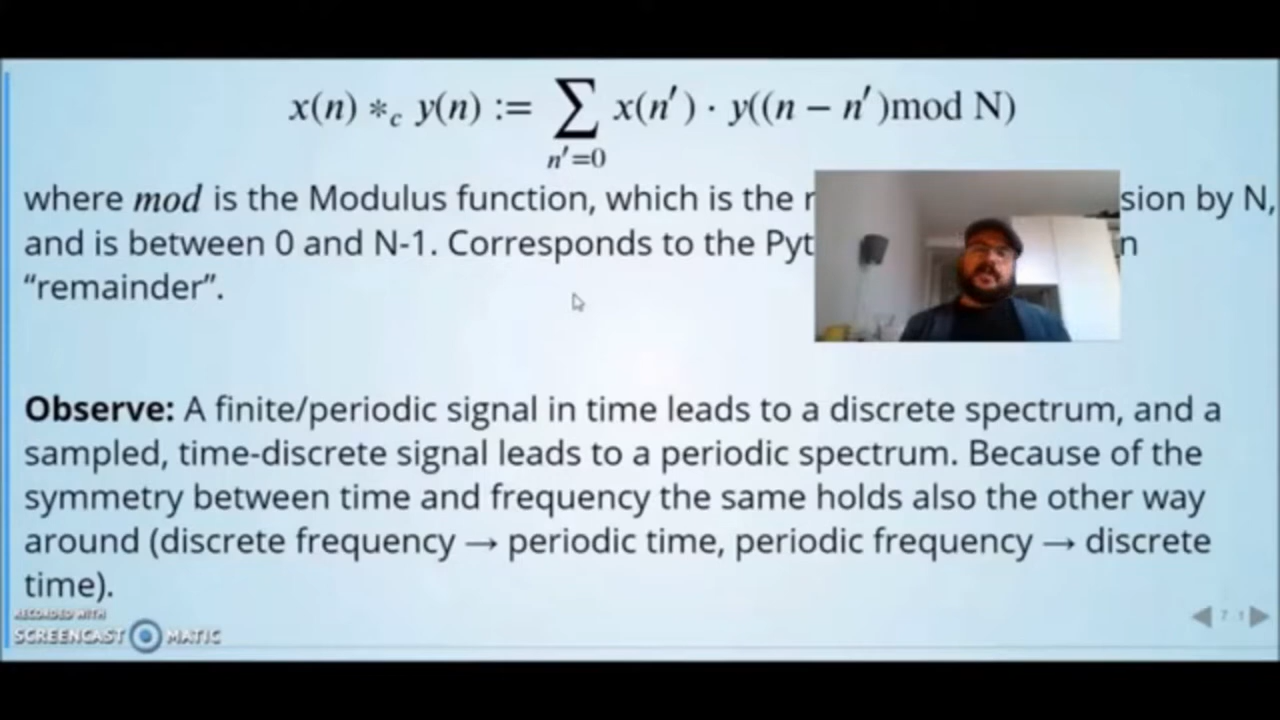 x(n) *c y(n) := ∑ x(n′) · y((n − n′)mod N)
n′=0
where mod is the Modulus function, which is the sion by N,
and is between 0 and N-1. Corresponds to the Pyt n
“remainder”.
Observe: A finite/periodic signal in time leads to a discrete spectrum, and a
sampled, time-discrete signal leads to a periodic spectrum. Because of the
symmetry between time and frequency the same holds also the other way
around (discrete frequency → periodic time, periodic frequency → discrete
time).
RECORDED WITH
SCREENCAST MATIC
7.1